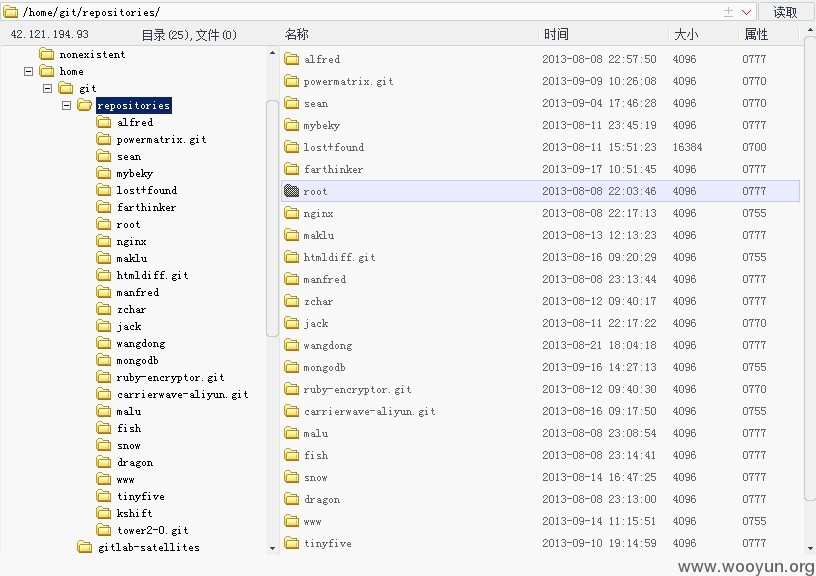 /home/git/repositories/ 读取
42.121.194.93 目录(25),文件(0)
nonexistent
home
git
repositories
alfred
powermatrix.git
sean
mybeky
lost+found
farthinker
root
nginx
maklu
htmldiff.git
manfred
zchar
jack
wangdong
mongodb
ruby-encryptor.git
carrierwave-aliyun.git
malu
fish
snow
dragon
www
tinyfive
kshift
tower2-0.git
gitlab-satellites
名称 时间 大小 属性
alfred 2013-08-08 22:57:50 4096 0777
powermatrix.git 2013-09-09 10:26:08 4096 0770
sean 2013-09-04 17:46:28 4096 0770
mybeky 2013-08-11 23:45:19 4096 0777
lost+found 2013-08-11 15:51:23 16384 0700
farthinker 2013-09-17 10:51:45 4096 0777
root 2013-08-08 22:03:46 4096 0777
nginx 2013-08-08 22:17:13 4096 0755
maklu 2013-08-13 12:13:23 4096 0777
htmldiff.git 2013-08-16 09:20:29 4096 0755
manfred 2013-08-08 23:13:44 4096 0777
zchar 2013-08-12 09:40:17 4096 0777
jack 2013-08-11 22:17:22 4096 0770
wangdong 2013-08-21 18:04:18 4096 0777
mongodb 2013-09-16 14:27:13 4096 0755
ruby-encryptor.git 2013-08-12 09:40:30 4096 0770
carrierwave-aliyun.git 2013-08-16 09:17:50 4096 0755
malu 2013-08-08 23:08:54 4096 0777
fish 2013-08-08 23:14:41 4096 0777
snow 2013-08-14 16:47:25 4096 0777
dragon 2013-08-08 23:13:00 4096 0777
www 2013-09-14 11:15:51 4096 0755
tinyfive 2013-09-10 19:14:59 4096 0777
www.wooyun.org